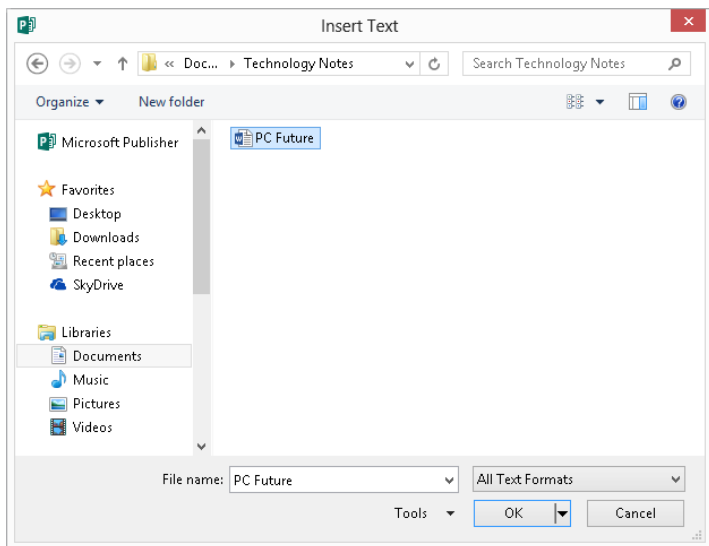 Insert Text
« Doc... Technology Notes
Search Technology Notes
Organize
New folder
Microsoft Publisher
PC Future
Favorites
Desktop
Downloads
Recent places
SkyDrive
Libraries
Documents
Music
Pictures
Videos
File name: PC Future
All Text Formats
Tools
OK
Cancel